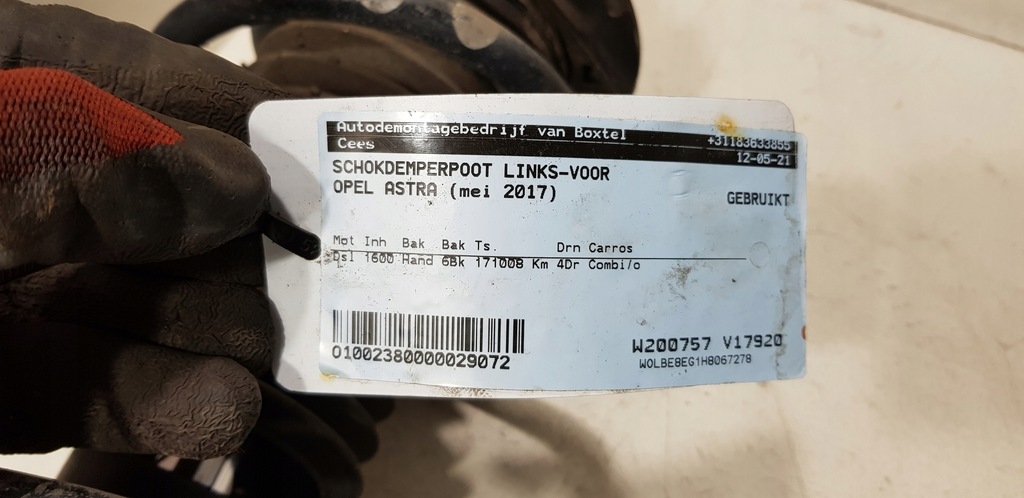 Autodemontagebedrijf van Boxtel +31183633855
Cees 12-05-21
SCHOKDEMPERPOOT LINKS-VOOR
OPEL ASTRA (mei 2017)
GEBRUIKT
Mot Inh Bak Bak Ts. Drn Carros
Dsl 1600 Hand 6Bk 171008 Km 4Dr Combi/o
01002380000029072
W200757 V17920
W0LBE8EG1H8067278